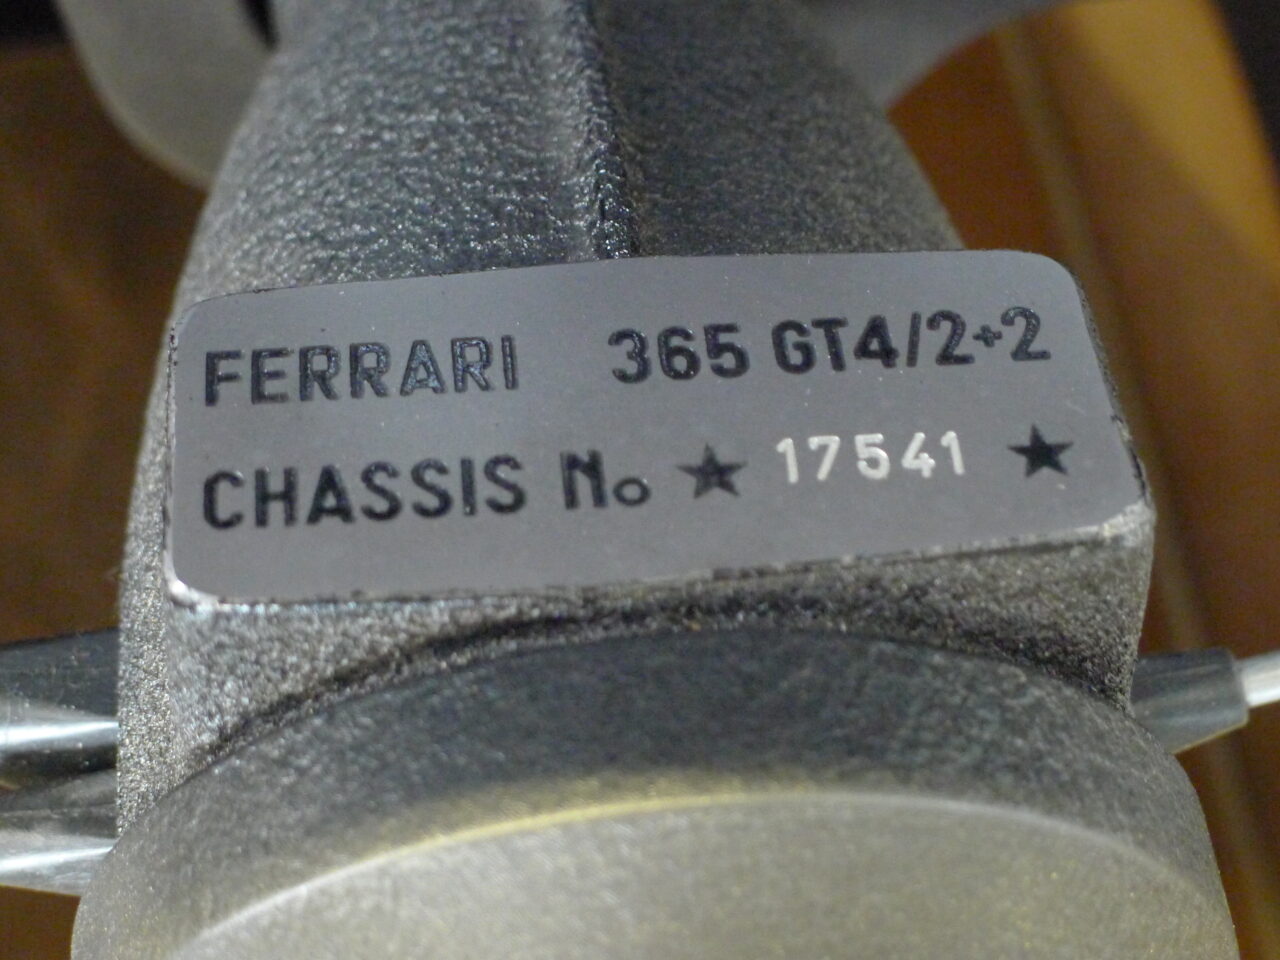 FERRARI 365 GT4/2+2
CHASSIS No ★ 17541 ★